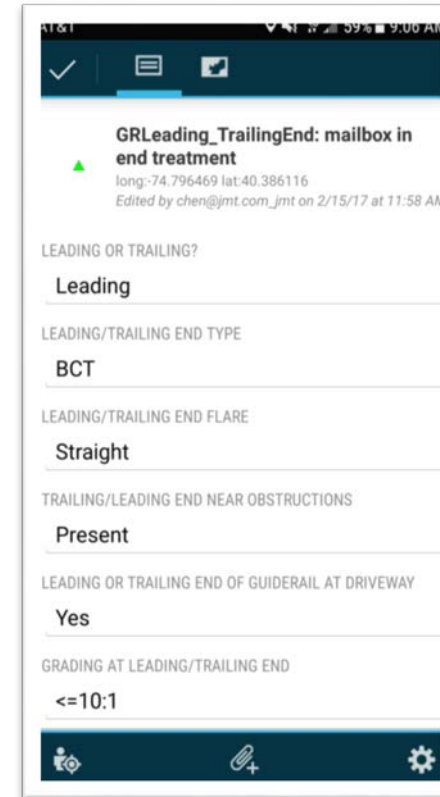 AT&T 59% 9:06 AM
GRLeading_TrailingEnd: mailbox in
end treatment
long:-74.796469 lat:40.386116
Edited by chen@jmt.com_jmt on 2/15/17 at 11:58 AM
LEADING OR TRAILING?
Leading
LEADING/TRAILING END TYPE
BCT
LEADING/TRAILING END FLARE
Straight
TRAILING/LEADING END NEAR OBSTRUCTIONS
Present
LEADING OR TRAILING END OF GUIDERAIL AT DRIVEWAY
Yes
GRADING AT LEADING/TRAILING END
<=10:1